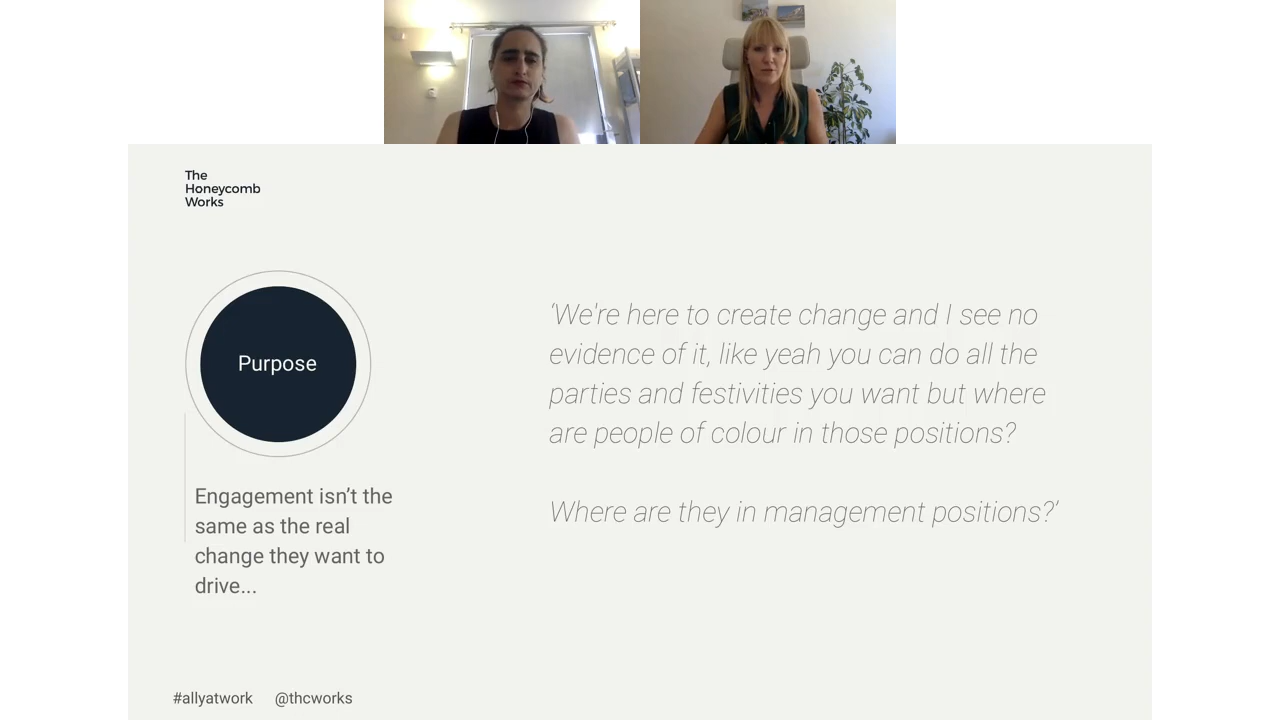 The
Honeycomb
Works
Purpose
Engagement isn’t the
same as the real
change they want to
drive...
‘We're here to create change and I see no
evidence of it, like yeah you can do all the
parties and festivities you want but where
are people of colour in those positions?
Where are they in management positions?’
#allyatwork @thcworks